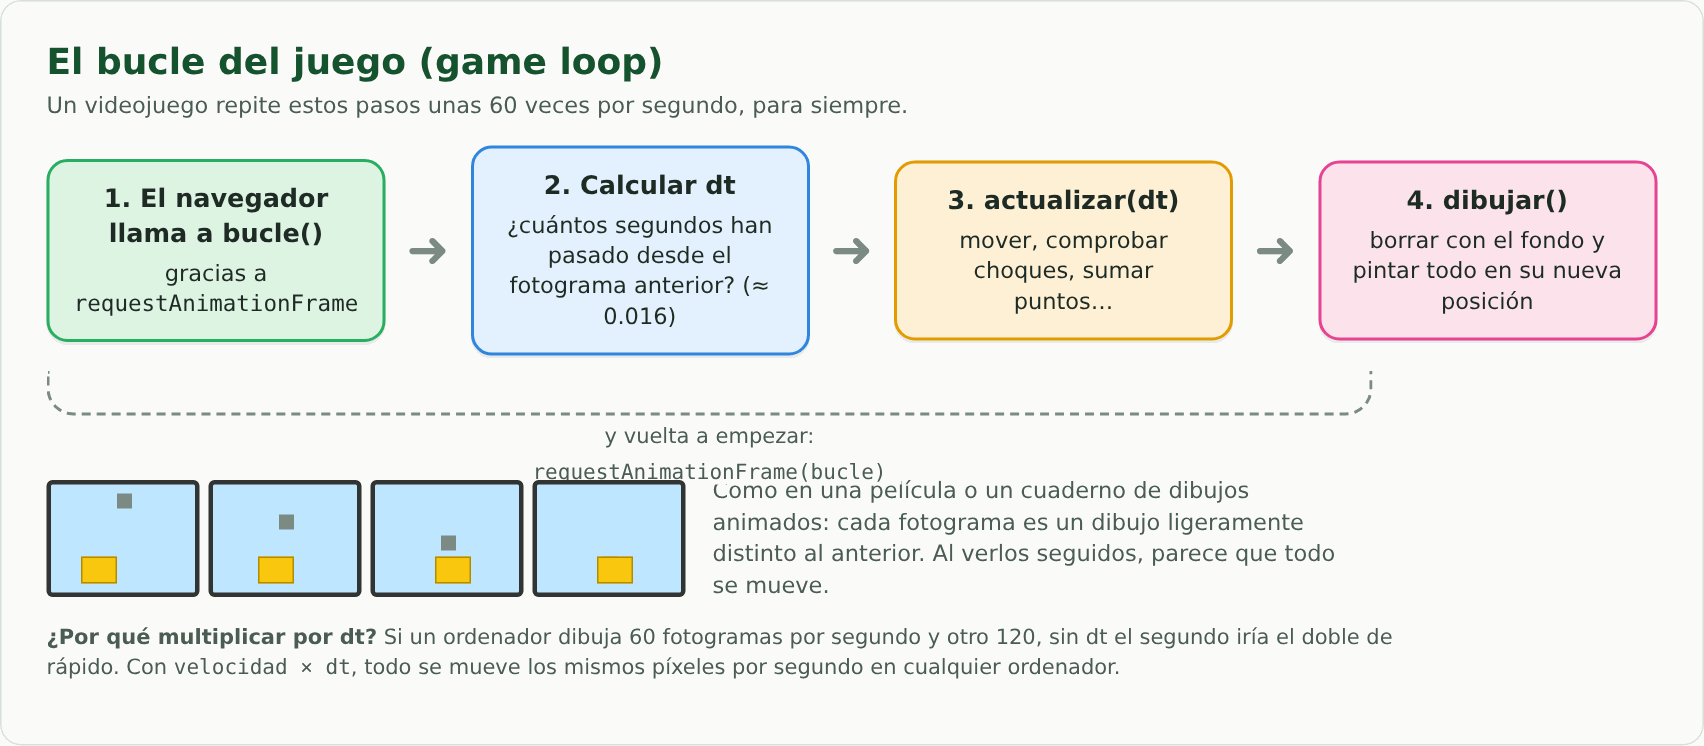 El bucle del juego (game loop)
Un videojuego repite estos pasos unas 60 veces por segundo, para siempre.
1. El navegador
llama a bucle()
gracias a
requestAnimationFrame
2. Calcular dt
¿cuántos segundos han
pasado desde el
fotograma anterior? (≈
0.016)
3. actualizar(dt)
mover, comprobar
choques, sumar
puntos…
4. dibujar()
borrar con el fondo y
pintar todo en su nueva
posición
y vuelta a empezar:
requestAnimationFrame(bucle)
Como en una película o un cuaderno de dibujos
animados: cada fotograma es un dibujo ligeramente
distinto al anterior. Al verlos seguidos, parece que todo
se mueve.
¿Por qué multiplicar por dt? Si un ordenador dibuja 60 fotogramas por segundo y otro 120, sin dt el segundo iría el doble de
rápido. Con velocidad × dt, todo se mueve los mismos píxeles por segundo en cualquier ordenador.